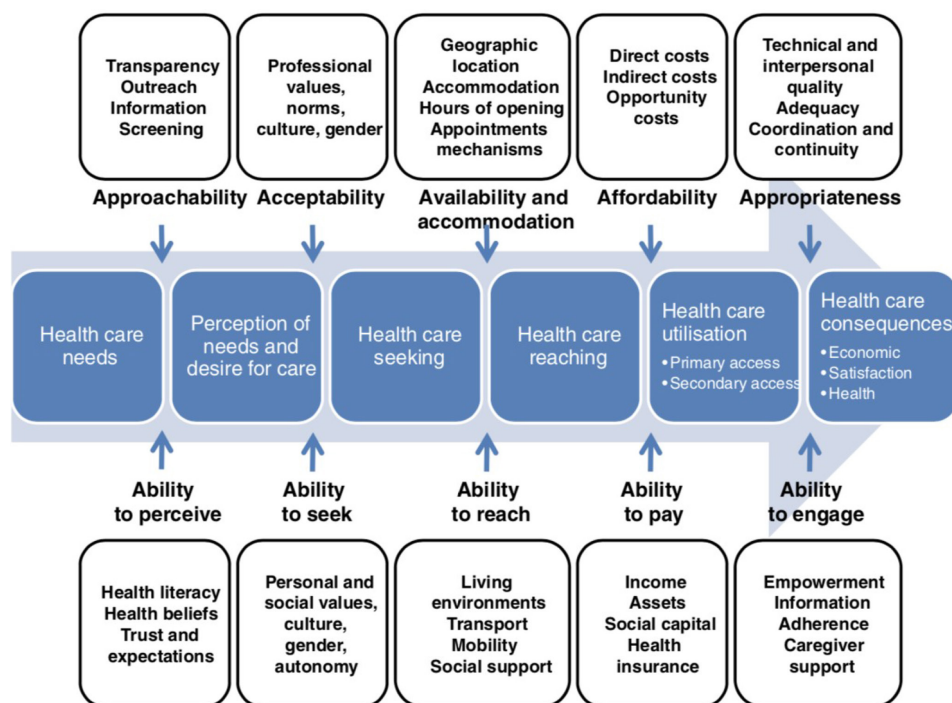 Transparency
Outreach
Information
Screening
Professional
values,
norms,
culture, gender
Geographic
location
Accommodation
Hours of opening
Appointments
mechanisms
Direct costs
Indirect costs
Opportunity
costs
Technical and
interpersonal
quality
Adequacy
Coordination and
continuity
Approachability
Acceptability
Availability and
accommodation
Affordability
Appropriateness
Health care
needs
Perception of
needs and
desire for care
Health care
seeking
Health care
reaching
Health care
utilisation
• Primary access
• Secondary access
Health care
consequences
• Economic
• Satisfaction
• Health
Ability
to perceive
Ability
to seek
Ability
to reach
Ability
to pay
Ability
to engage
Health literacy
Health beliefs
Trust and
expectations
Personal and
social values,
culture,
gender,
autonomy
Living
environments
Transport
Mobility
Social support
Income
Assets
Social capital
Health
insurance
Empowerment
Information
Adherence
Caregiver
support